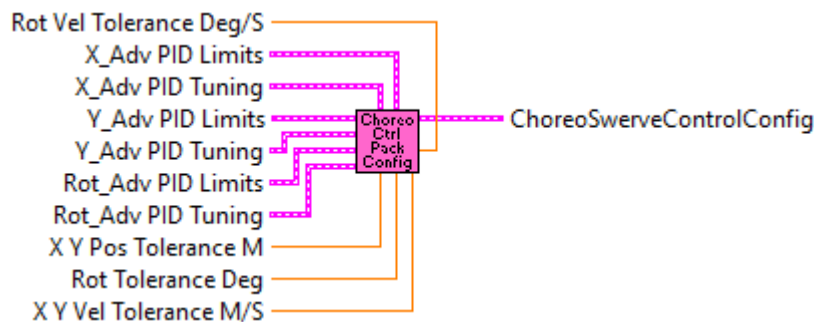 Rot Vel Tolerance Deg/S
X_Adv PID Limits
X_Adv PID Tuning
Y_Adv PID Limits
Y_Adv PID Tuning
Rot_Adv PID Limits
Rot_Adv PID Tuning
X Y Pos Tolerance M
Rot Tolerance Deg
X Y Vel Tolerance M/S
Choreo
Ctrl
Pack
Config
ChoreoSwerveControlConfig